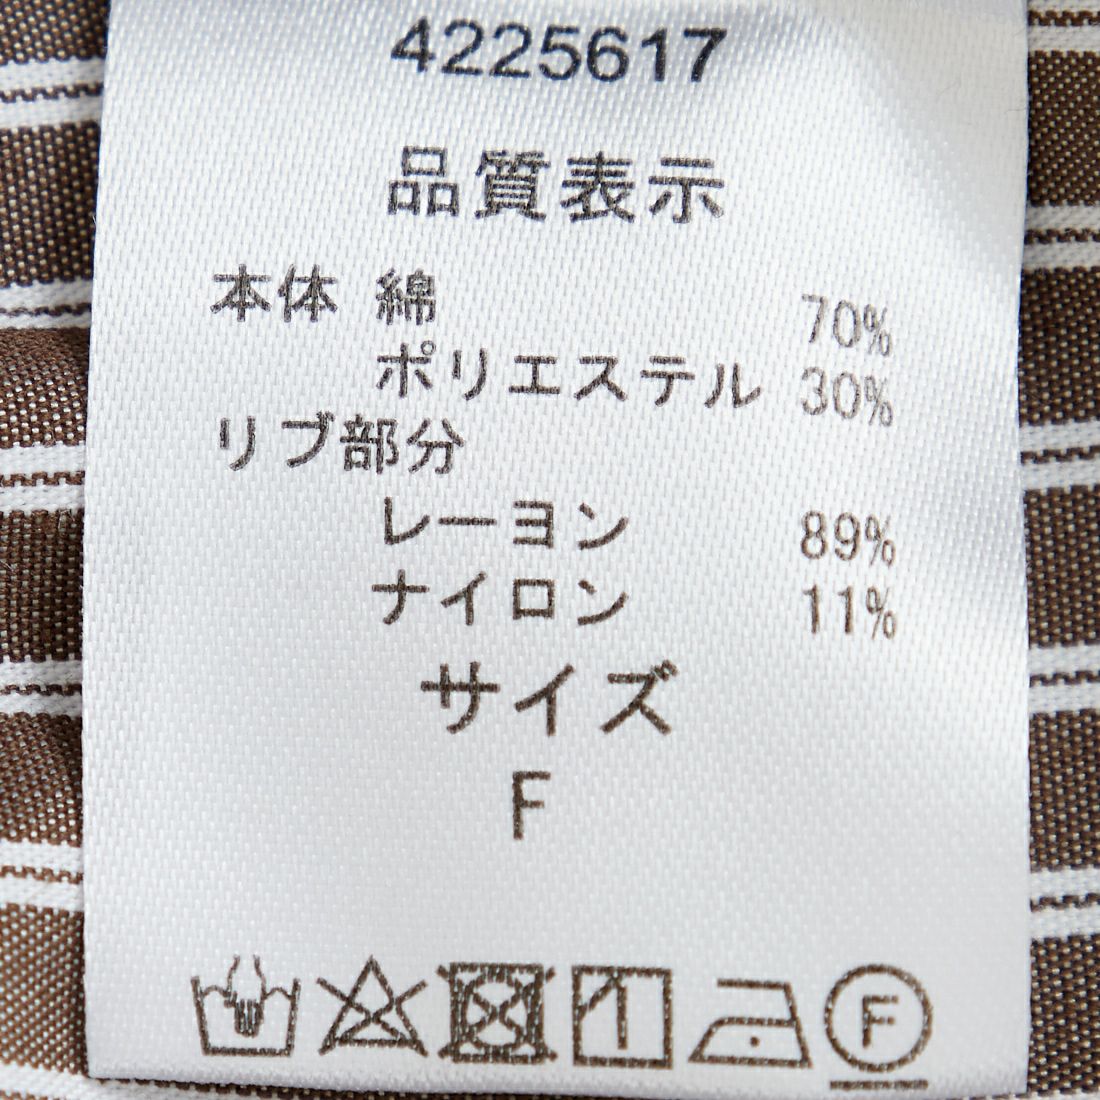 4225617
品質表示
本体 綿 70%
ポリエステル 30%
リブ部分
レーヨン 89%
ナイロン 11%
サイズ
F
F